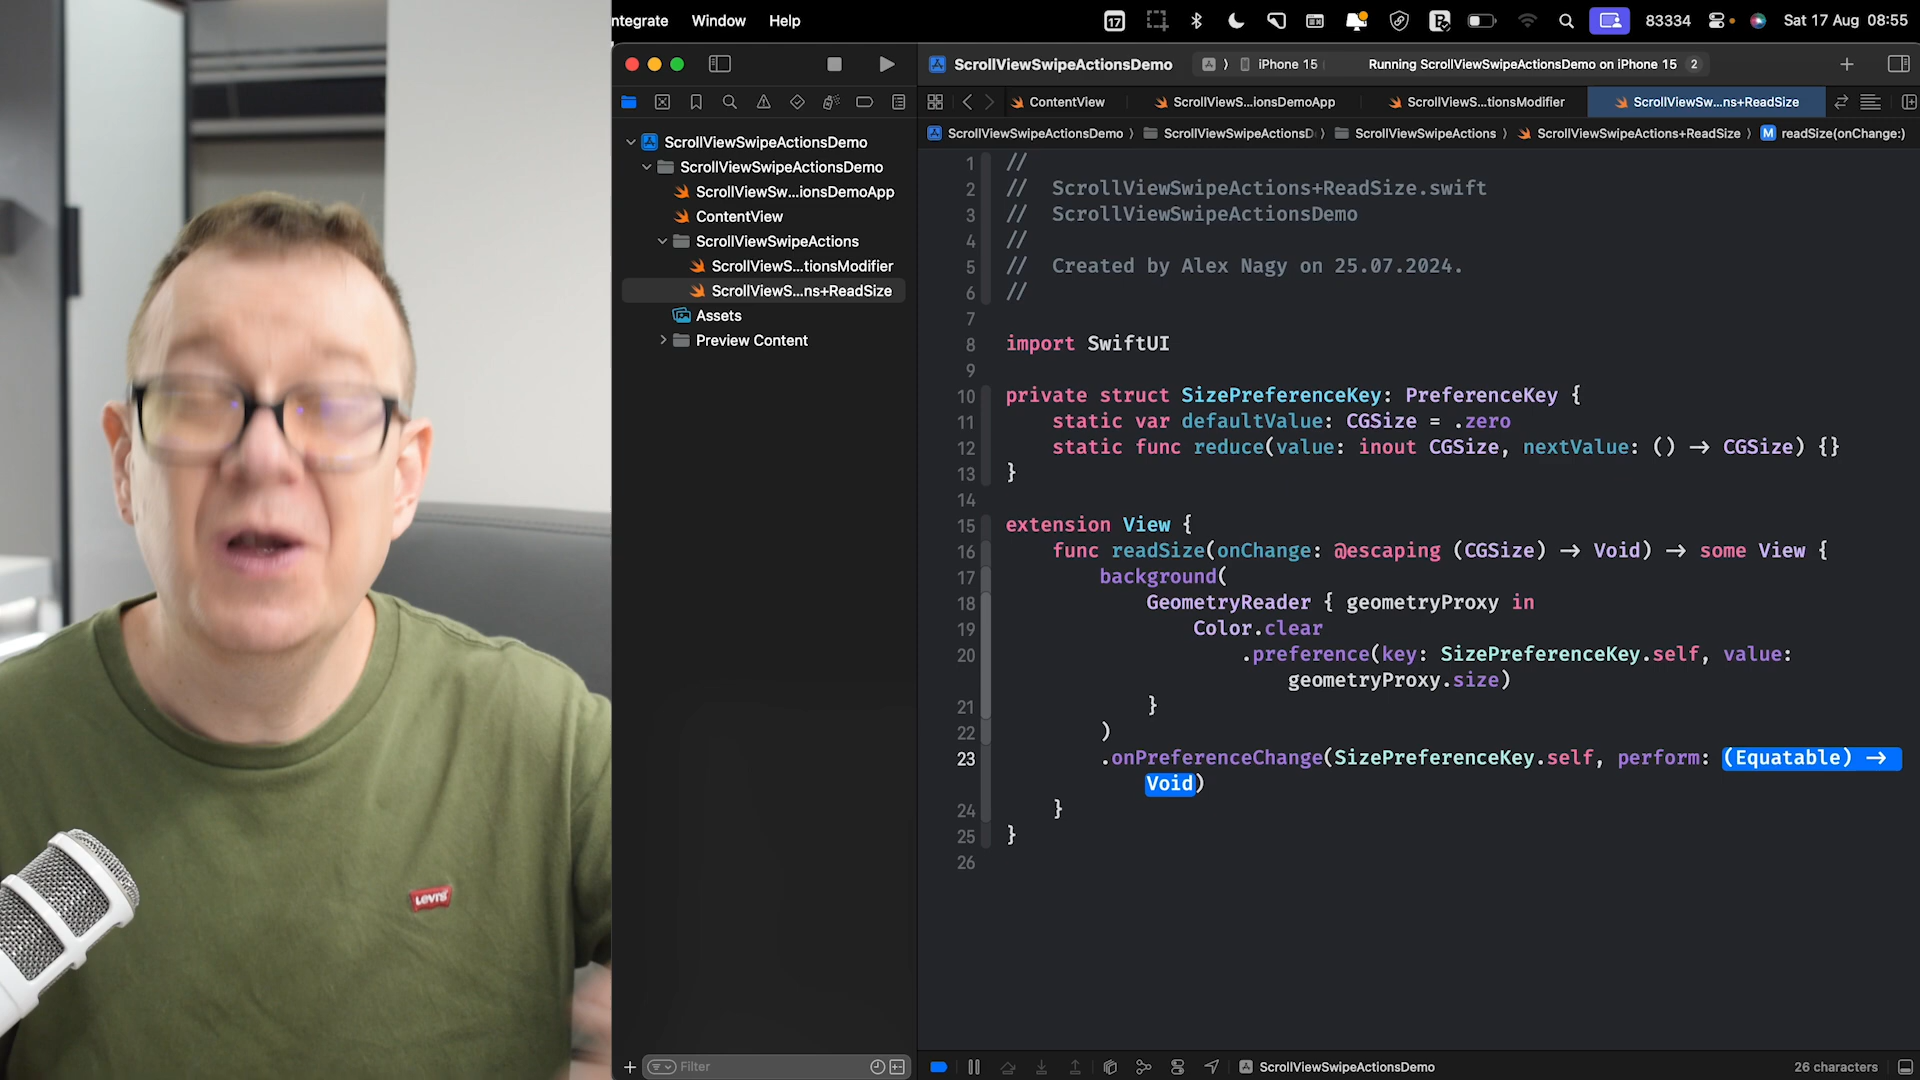 ntegrate Window Help
17
83334
Sat 17 Aug 08:55
ScrollViewSwipeActionsDemo
iPhone 15
Running ScrollViewSwipeActionsDemo on iPhone 15 2
ContentView
ScrollViewS...ionsDemoApp
ScrollViewS...tionsModifier
ScrollViewSw...ns+ReadSize
ScrollViewSwipeActionsDemo
ScrollViewSwipeActionsD
ScrollViewSwipeActions
ScrollViewSwipeActions+ReadSize
M readSize(onChange:)
ScrollViewSwipeActionsDemo
ScrollViewSwipeActionsDemo
ScrollViewSw...ionsDemoApp
ContentView
ScrollViewSwipeActions
ScrollViewS...tionsModifier
ScrollViewS...ns+ReadSize
Assets
Preview Content
1 //
2 // ScrollViewSwipeActions+ReadSize.swift
3 // ScrollViewSwipeActionsDemo
4 //
5 // Created by Alex Nagy on 25.07.2024.
6 //
7
8 import SwiftUI
9
10 private struct SizePreferenceKey: PreferenceKey {
11 static var defaultValue: CGSize = .zero
12 static func reduce(value: inout CGSize, nextValue: () -> CGSize) {}
13 }
14
15 extension View {
16 func readSize(onChange: @escaping (CGSize) -> Void) -> some View {
17 background(
18 GeometryReader { geometryProxy in
19 Color.clear
20 .preference(key: SizePreferenceKey.self, value:
geometryProxy.size)
21 }
22 )
23 .onPreferenceChange(SizePreferenceKey.self, perform: (Equatable) ->
Void)
24 }
25 }
26
Levi's
Filter
ScrollViewSwipeActionsDemo
26 characters